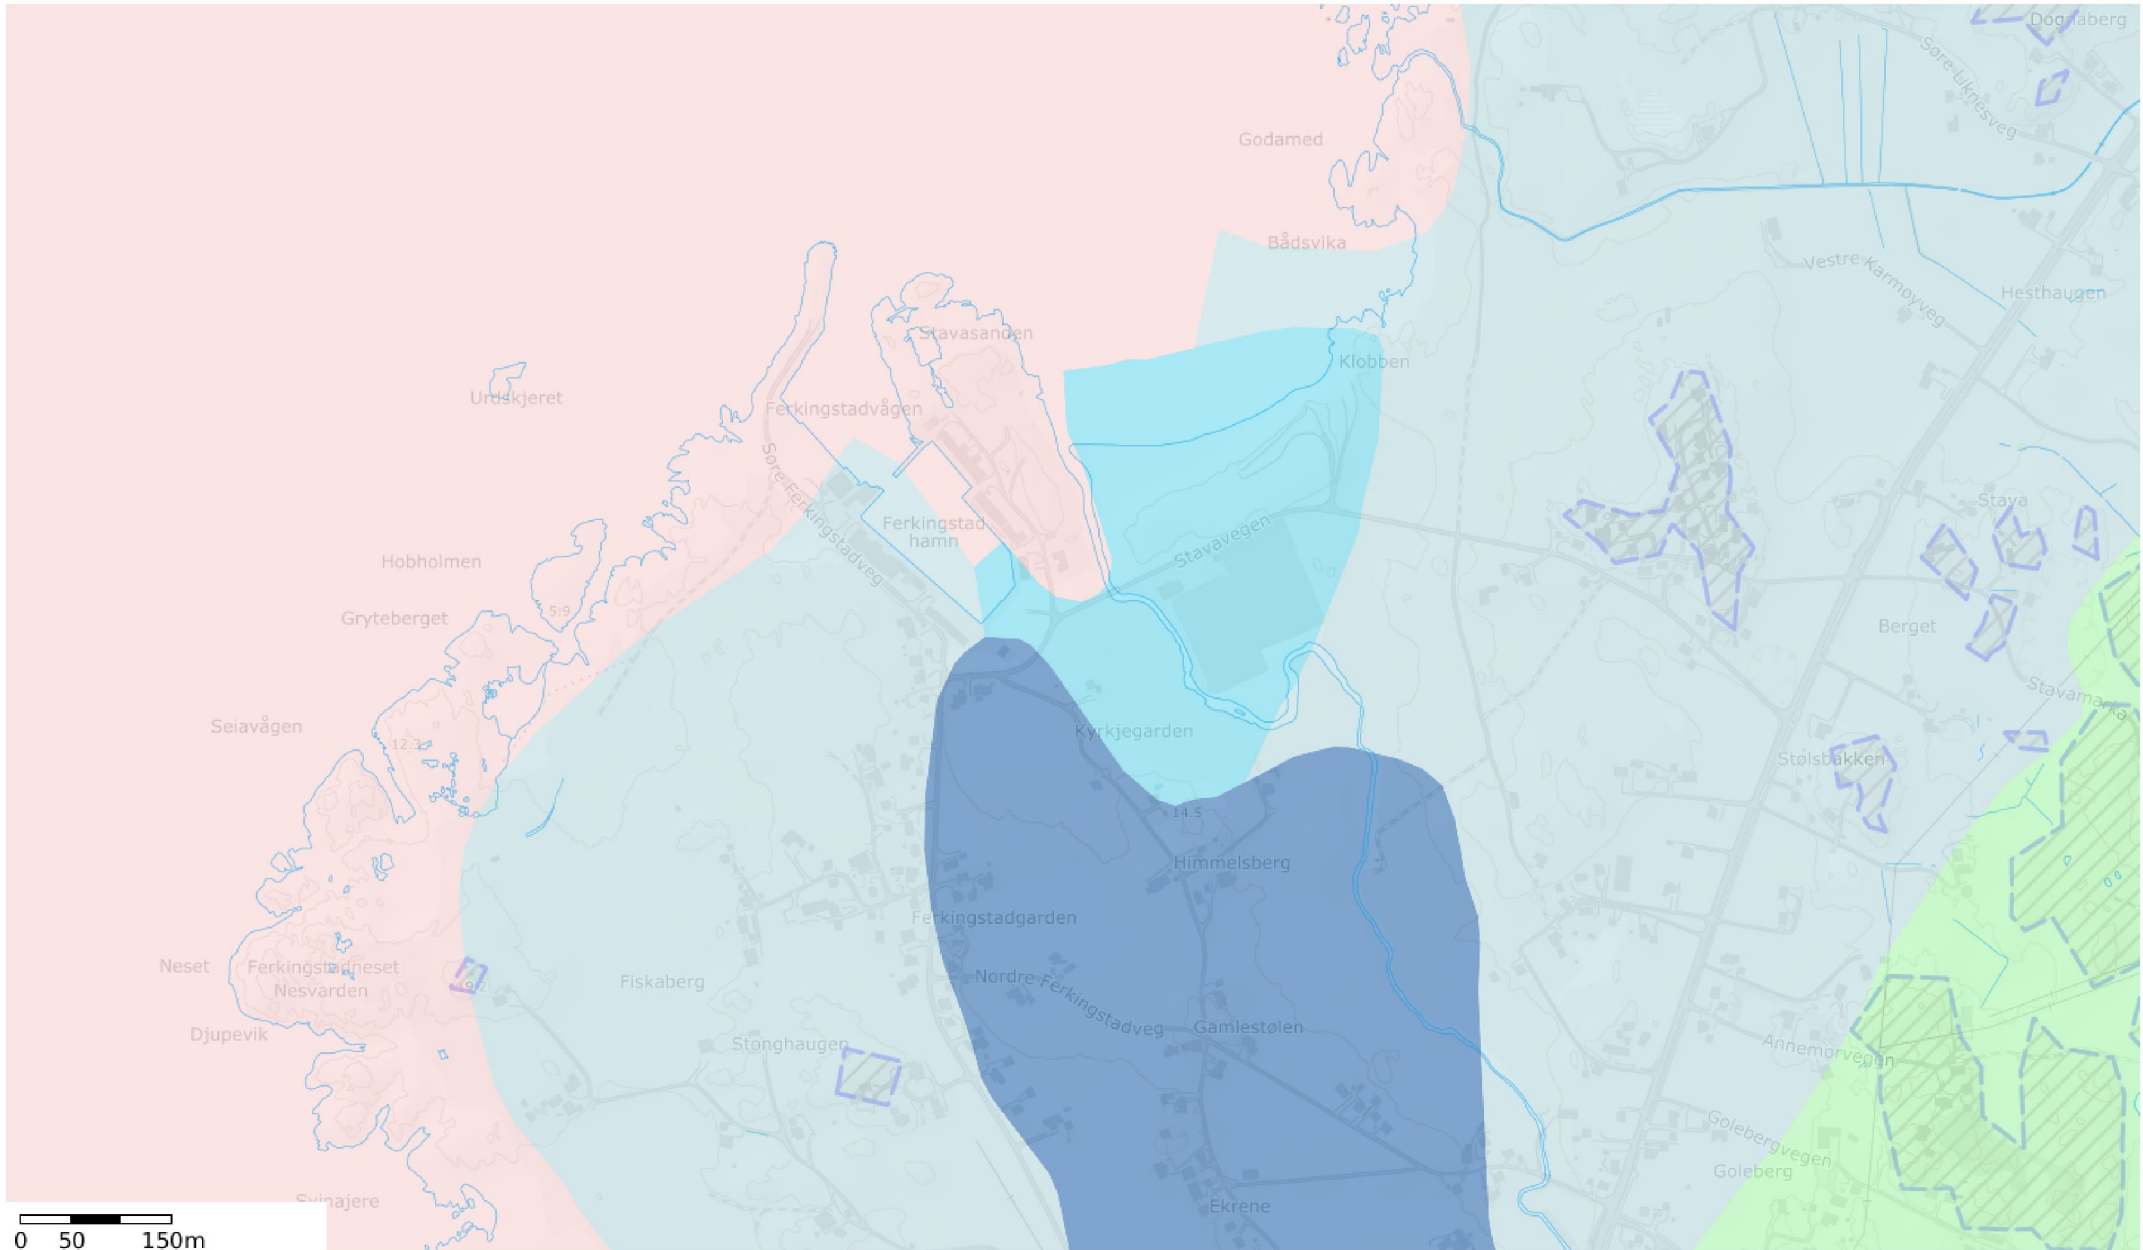 Dognaberg
Søre Liknesveg
Godamed
Bådsvika
Vestre Karmøyveg
Hesthaugen
Stavasanden
Klobben
Urdskjeret
Ferkingstadvågen
Søre Ferkingstadveg
Ferkingstad
hamn
Stavavegen
Stava
Hobholmen
5.9
Gryteberget
Berget
Stavamarka
Seiavågen
12.3
Kyrkjegarden
Stølsbakken
14.5
Himmelsberg
Ferkingstadgarden
Neset
Ferkingstadneset
Nesvarden
Fiskaberg
Nordre Ferkingstadveg
Gamlestølen
Djupevik
Stonghaugen
Annemorvegen
Golebergvegen
Goleberg
Svinajere
Ekrene
0 50 150m